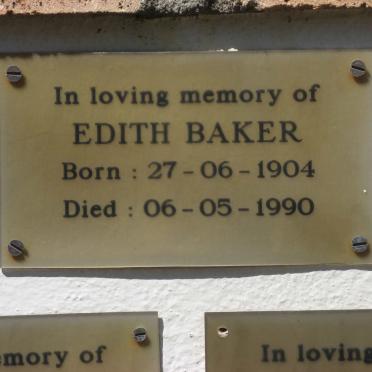 In loving memory of
EDITH BAKER
Born : 27 - 06 - 1904
Died : 06 - 05 - 1990
emory of
In loving